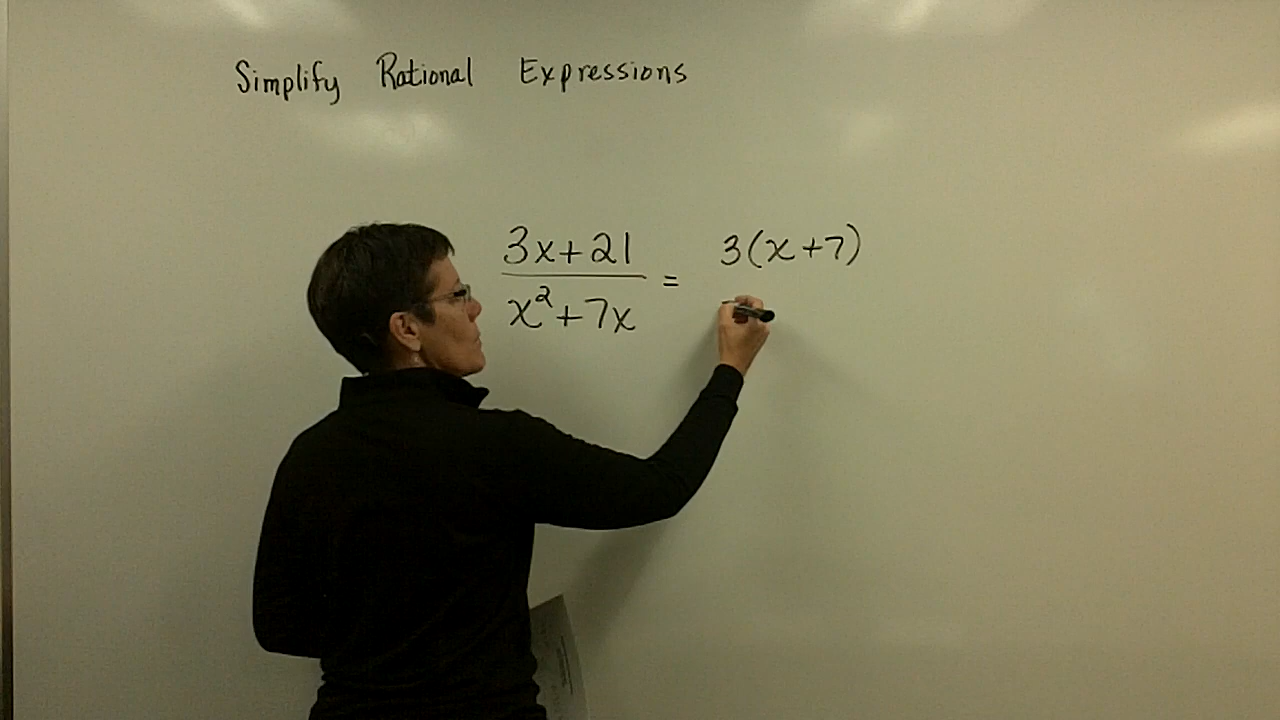 Simplify Rational Expressions
3x+21 = 3(x+7)
x²+7x